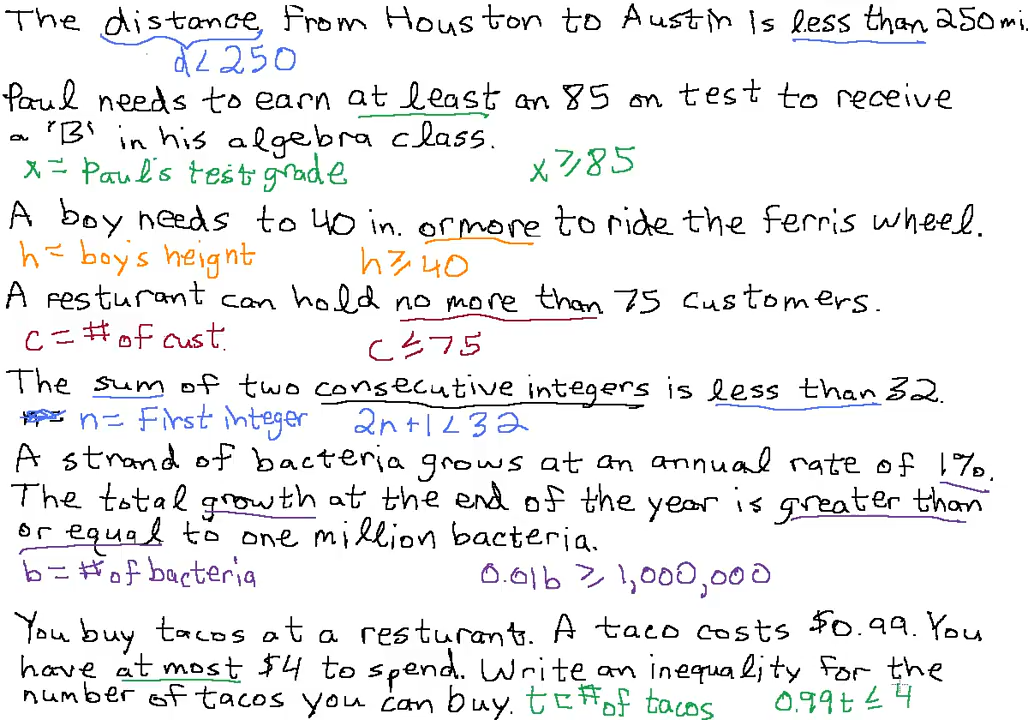 The distance from Houston to Austin is less than 250 mi.
d < 250
Paul needs to earn at least an 85 on test to receive
a 'B' in his algebra class.
x = Paul's test grade x ≥ 85
A boy needs to 40 in. or more to ride the ferris wheel.
h = boy's heignt h ≥ 40
A resturant can hold no more than 75 customers.
c = # of cust. c ≤ 75
The sum of two consecutive integers is less than 32.
n = First integer 2n + 1 < 32
A strand of bacteria grows at an annual rate of 1%.
The total growth at the end of the year is greater than
or equal to one million bacteria.
b = # of bacteria 0.01b ≥ 1,000,000
You buy tacos at a resturant. A taco costs $0.99. You
have at most $4 to spend. Write an inequality for the
number of tacos you can buy. t = # of tacos 0.99t ≤ 4